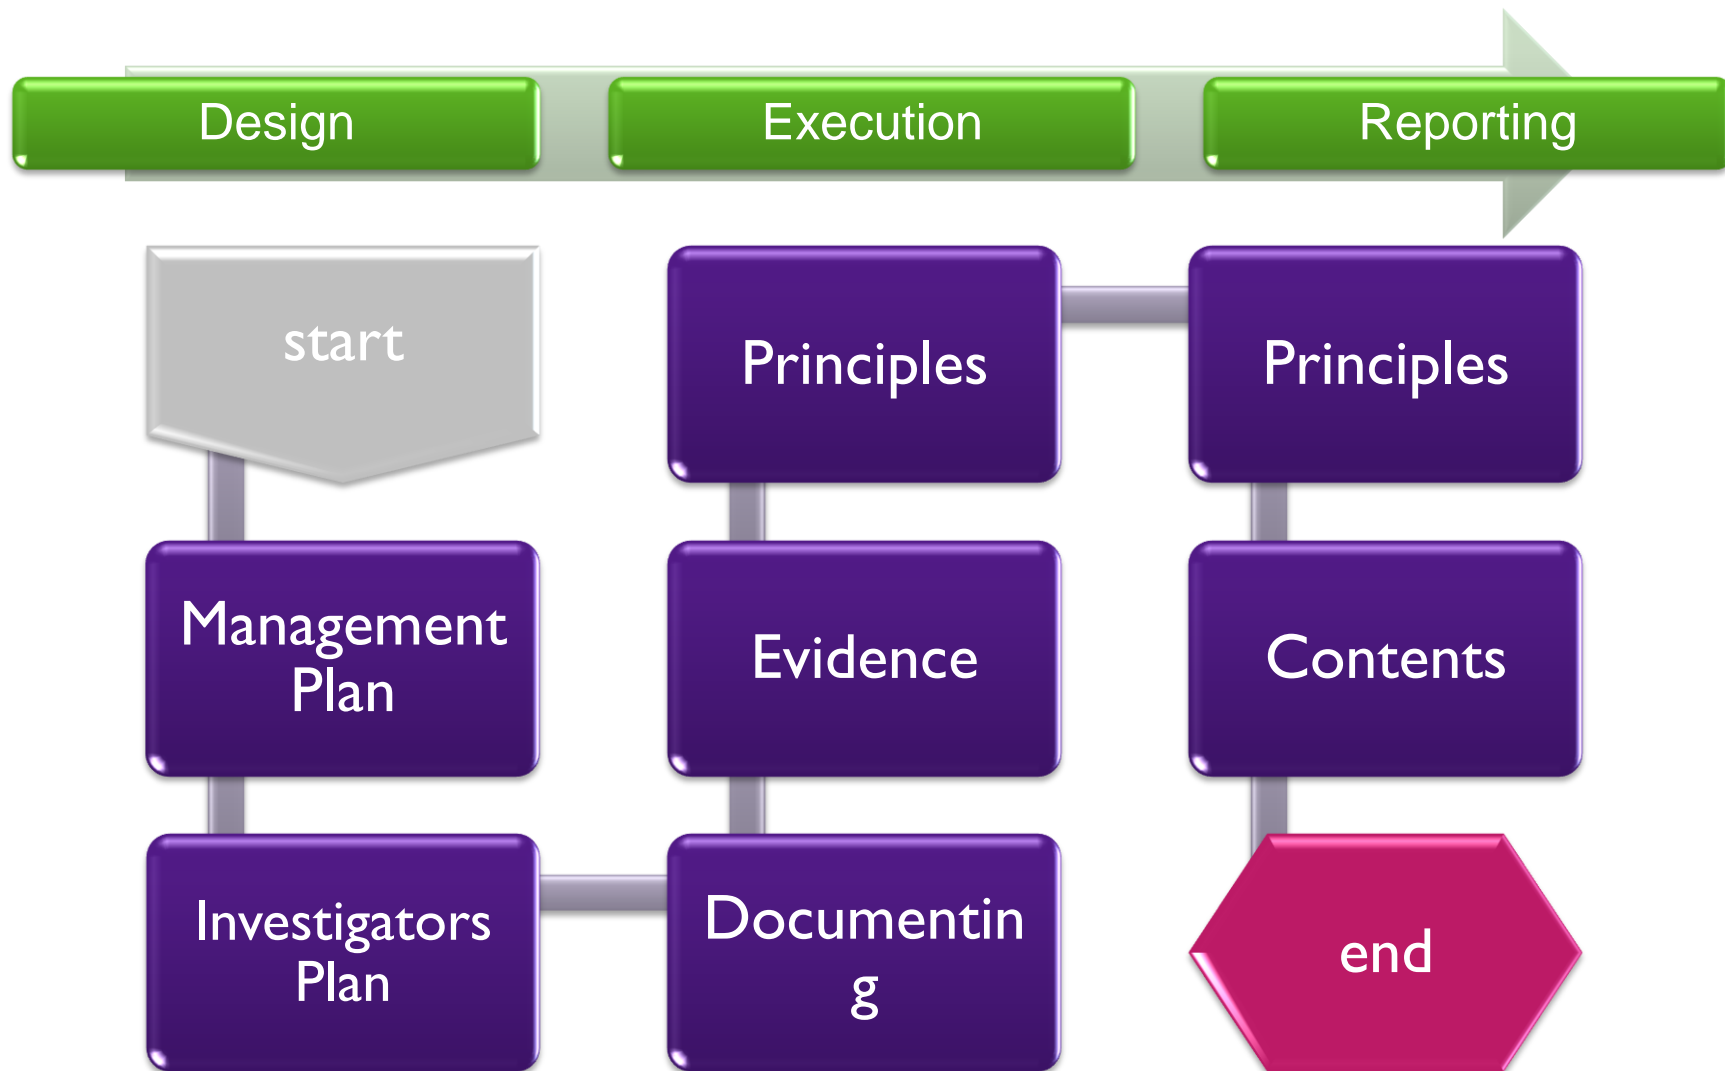 Design
Execution
Reporting
start
Management
Plan
Investigators
Plan
Principles
Evidence
Documentin
g
Principles
Contents
end